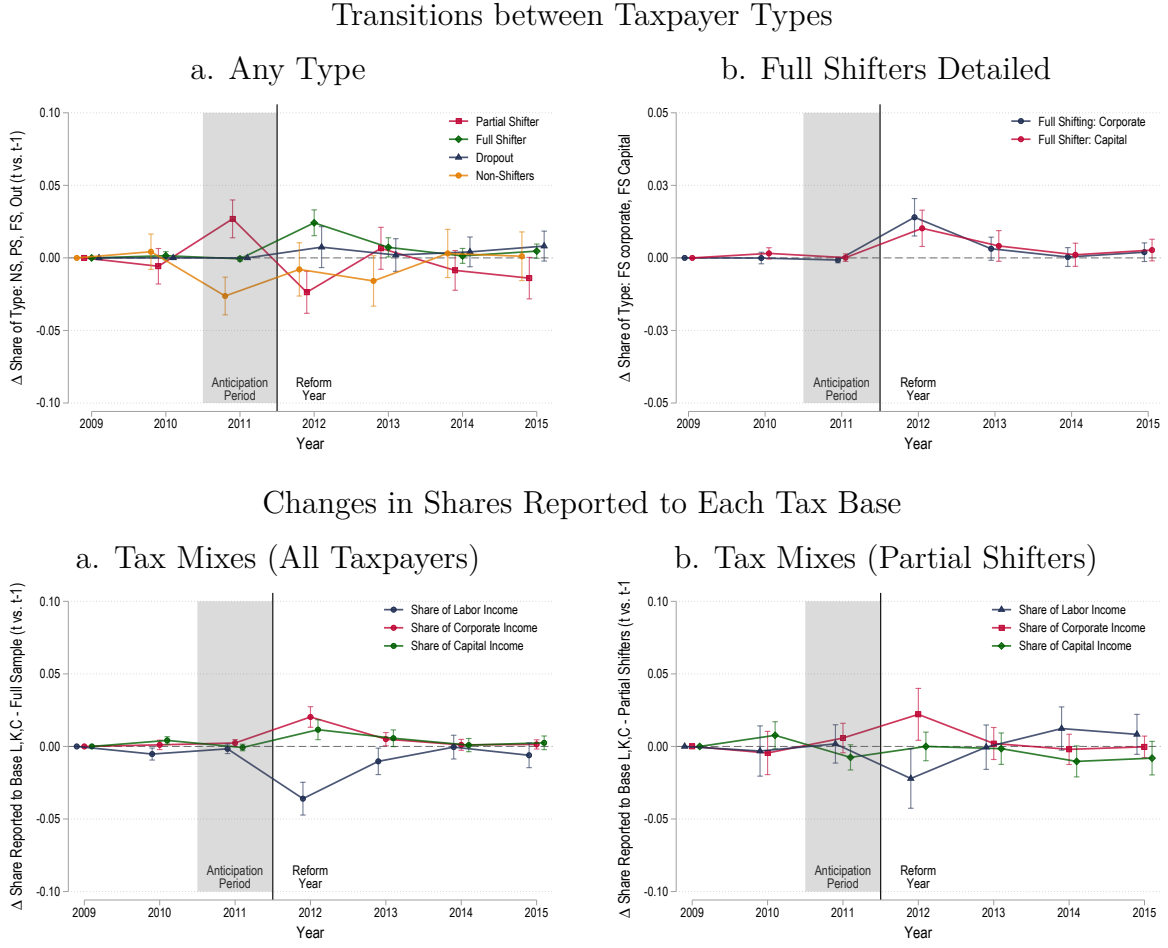 Transitions between Taxpayer Types
a. Any Type
Δ Share of Type: NS, PS, FS, Out (t vs. t-1)
0.10
0.05
0.00
-0.05
-0.10
Partial Shifter
Full Shifter
Dropout
Non-Shifters
Anticipation
Period
Reform
Year
2009 2010 2011 2012 2013 2014 2015
Year
b. Full Shifters Detailed
Δ Share of Type: FS corporate, FS Capital
0.05
0.03
0.00
-0.03
-0.05
Full Shifting: Corporate
Full Shifter: Capital
Anticipation
Period
Reform
Year
2009 2010 2011 2012 2013 2014 2015
Year
Changes in Shares Reported to Each Tax Base
a. Tax Mixes (All Taxpayers)
Δ Share Reported to Base L,K,C - Full Sample (t vs. t-1)
0.10
0.05
0.00
-0.05
-0.10
Share of Labor Income
Share of Corporate Income
Share of Capital Income
Anticipation
Period
Reform
Year
2009 2010 2011 2012 2013 2014 2015
Year
b. Tax Mixes (Partial Shifters)
Δ Share Reported to Base L,K,C - Partial Shifters (t vs. t-1
0.10
0.05
0.00
-0.05
-0.10
Share of Labor Income
Share of Corporate Income
Share of Capital Income
Anticipation
Period
Reform
Year
2009 2010 2011 2012 2013 2014 2015
Year